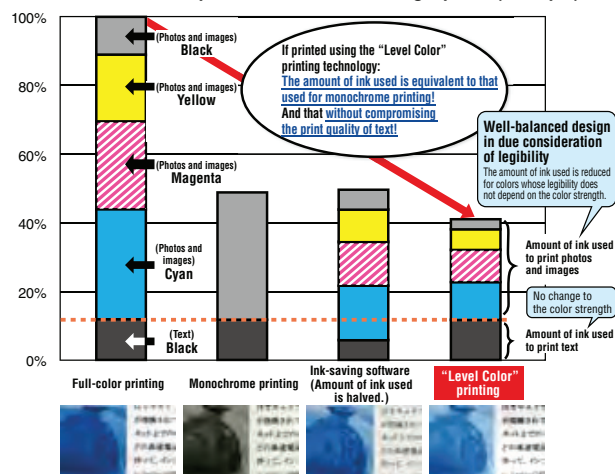 100%
80%
60%
40%
20%
0%
(Photos and images)
Black
(Photos and images)
Yellow
(Photos and images)
Magenta
(Photos and
images)
Cyan
(Text)
Black
If printed using the “Level Color”
printing technology:
The amount of ink used is equivalent to that
used for monochrome printing!
And that without compromising
the print quality of text!
Well-balanced design
in due consideration
of legibility
The amount of ink used is reduced
for colors whose legibility does
not depend on the color strength.
Amount of ink used
to print photos
and images
No change to
the color strength
Amount of ink used
to print text
Full-color printing
Monochrome printing
Ink-saving software
(Amount of ink used
is halved.)
“Level Color”
printing